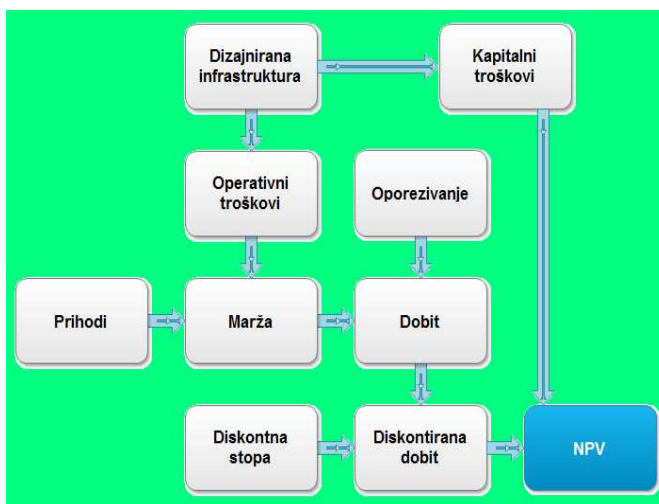 Dizajnirana
infrastruktura
Kapitalni
troškovi
Operativni
troškovi
Oporezivanje
Prihodi
Marža
Dobit
Diskontna
stopa
Diskontirana
dobit
NPV